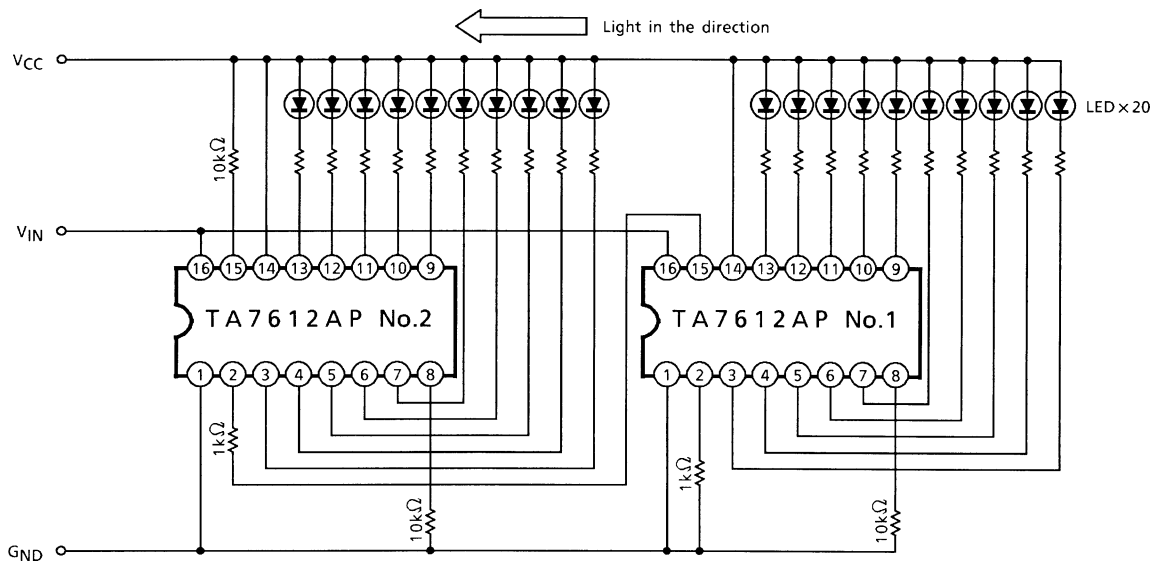 Light in the direction
VCC
LED×20
10kΩ
VIN
16 15 14 13 12 11 10 9
16 15 14 13 12 11 10 9
TA7612AP No.2
TA7612AP No.1
1 2 3 4 5 6 7 8
1 2 3 4 5 6 7 8
1kΩ
1kΩ
10kΩ
10kΩ
GND